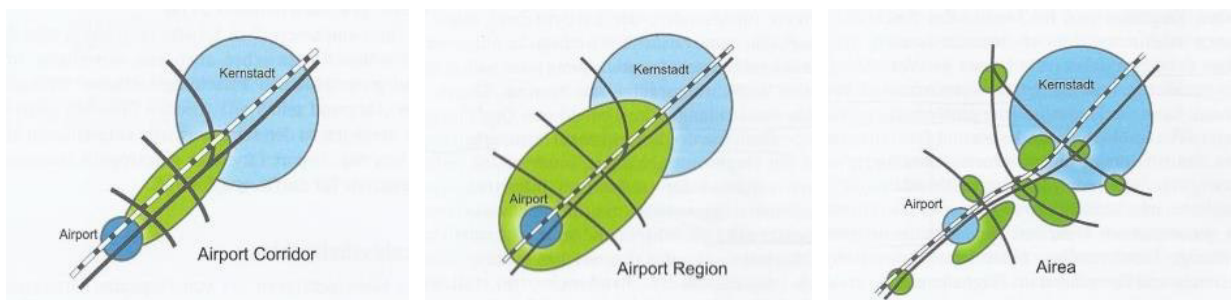 Kernstadt
Airport
Airport Corridor
Kernstadt
Airport
Airport Region
Kernstadt
Airport
Airea